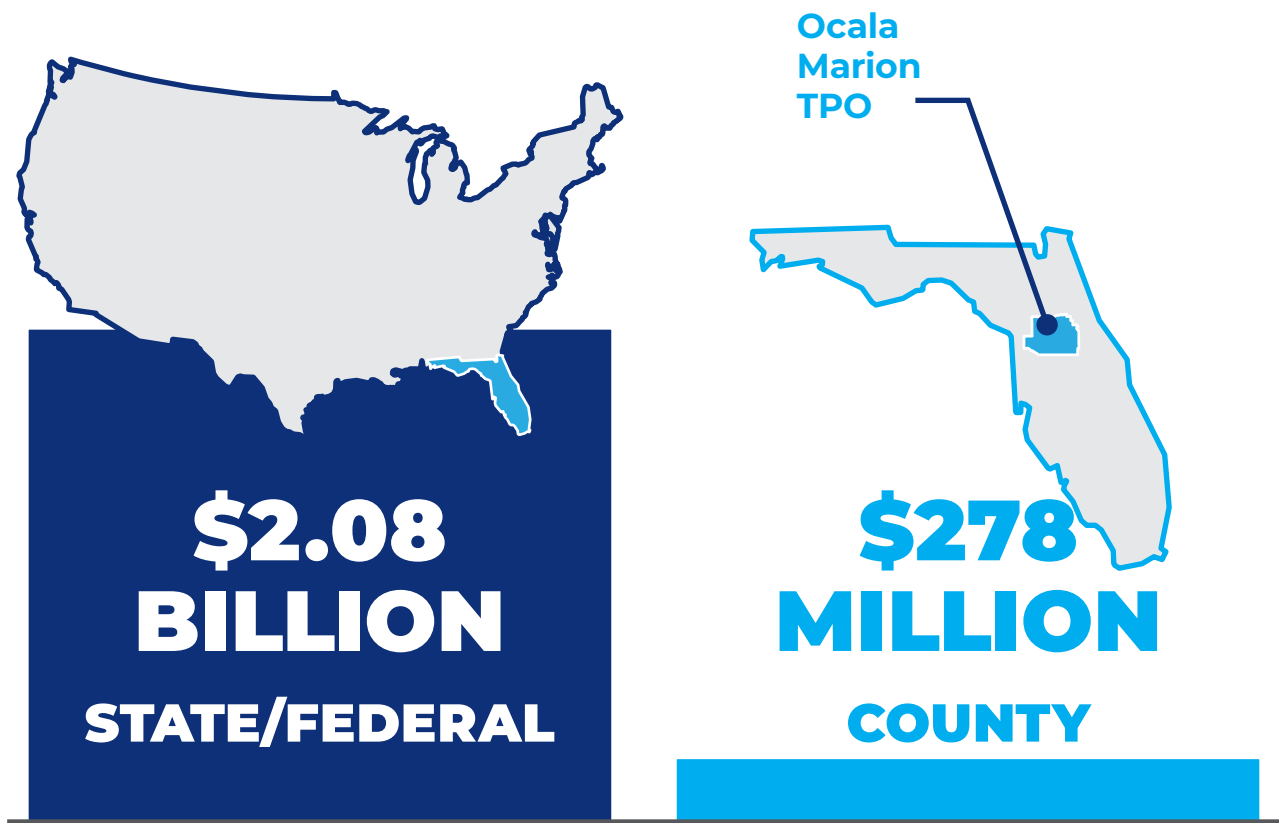 Ocala
Marion
TPO
$2.08
BILLION
STATE/FEDERAL
$278
MILLION
COUNTY